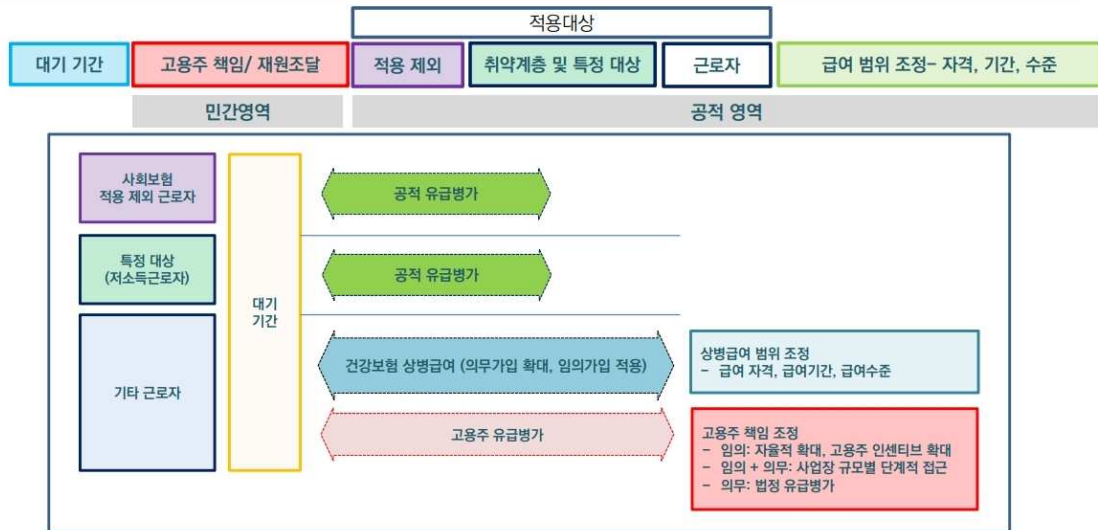 적용대상
대기 기간
고용주 책임/ 재원조달
적용 제외
취약계층 및 특정 대상
근로자
급여 범위 조정– 자격, 기간, 수준
민간영역
공적 영역
사회보험
적용 제외 근로자
공적 유급병가
특정 대상
(저소득근로자)
공적 유급병가
대기
기간
기타 근로자
건강보험 상병급여 (의무가입 확대, 임의가입 적용)
상병급여 범위 조정
– 급여 자격, 급여기간, 급여수준
고용주 유급병가
고용주 책임 조정
– 임의: 자율적 확대, 고용주 인센티브 확대
– 임의 + 의무: 사업장 규모별 단계적 접근
– 의무: 법정 유급병가